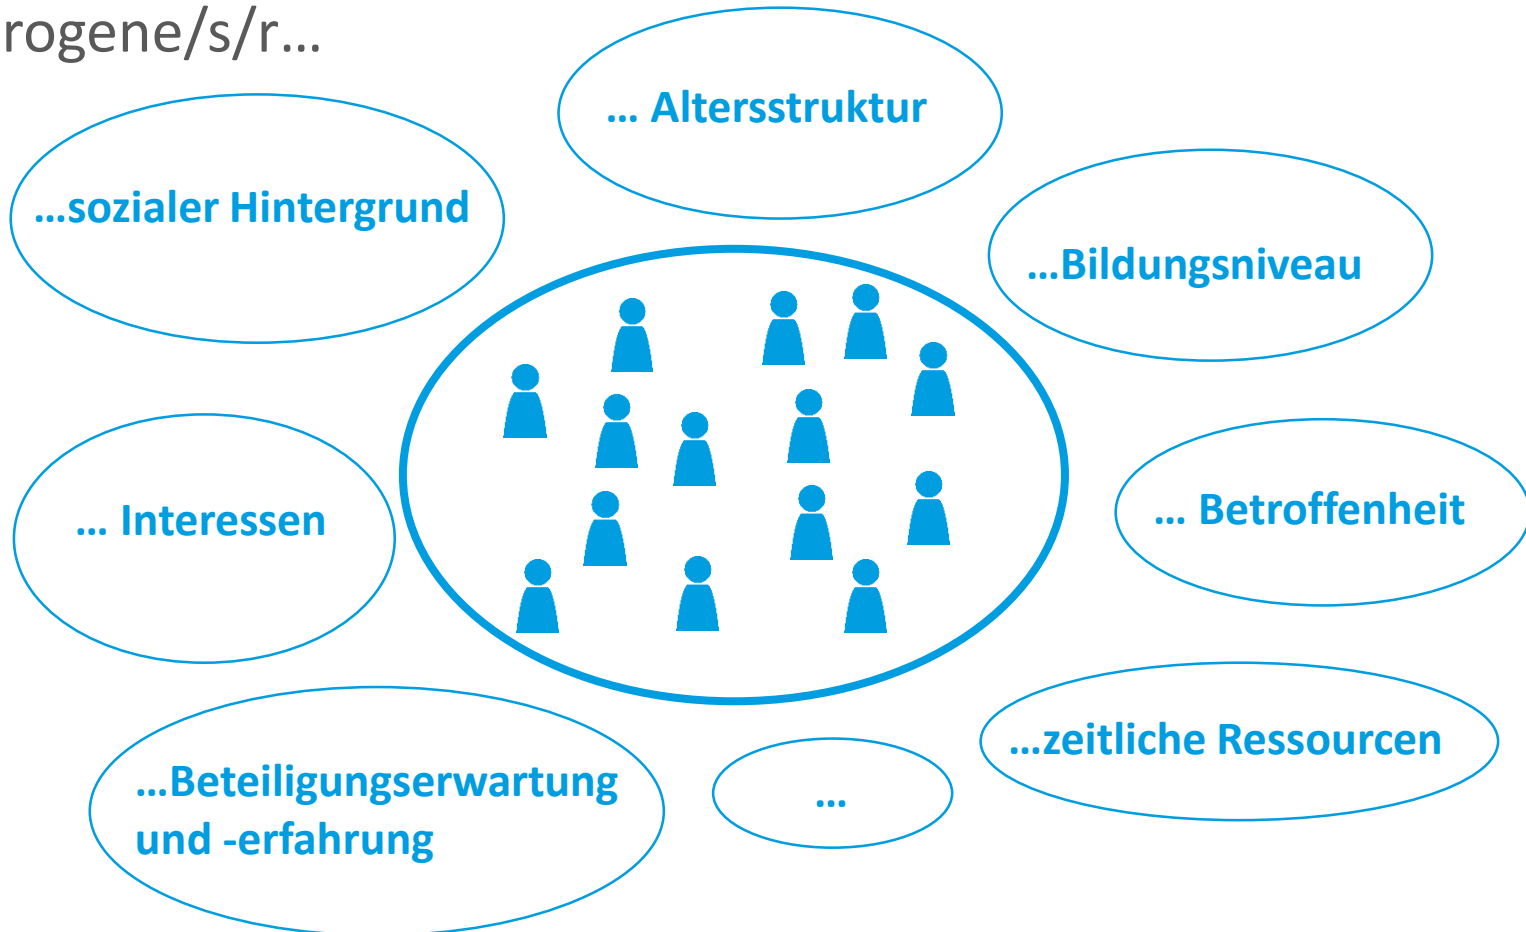 rogene/s/r...
... Altersstruktur
...sozialer Hintergrund
...Bildungsniveau
... Interessen
... Betroffenheit
...zeitliche Ressourcen
...Beteiligungserwartung
und -erfahrung
...